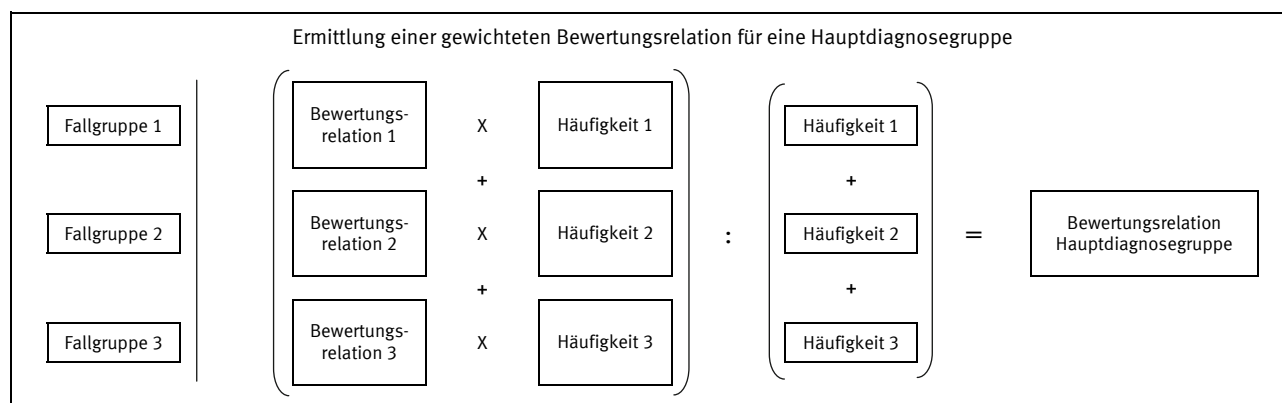 Ermittlung einer gewichteten Bewertungsrelation für eine Hauptdiagnosegruppe
Fallgruppe 1
Bewertungs-
relation 1
X
Häufigkeit 1
Häufigkeit 1
+
+
Fallgruppe 2
Bewertungs-
relation 2
X
Häufigkeit 2
:
Häufigkeit 2
=
Bewertungsrelation
Hauptdiagnosegruppe
+
+
Fallgruppe 3
Bewertungs-
relation 3
X
Häufigkeit 3
Häufigkeit 3